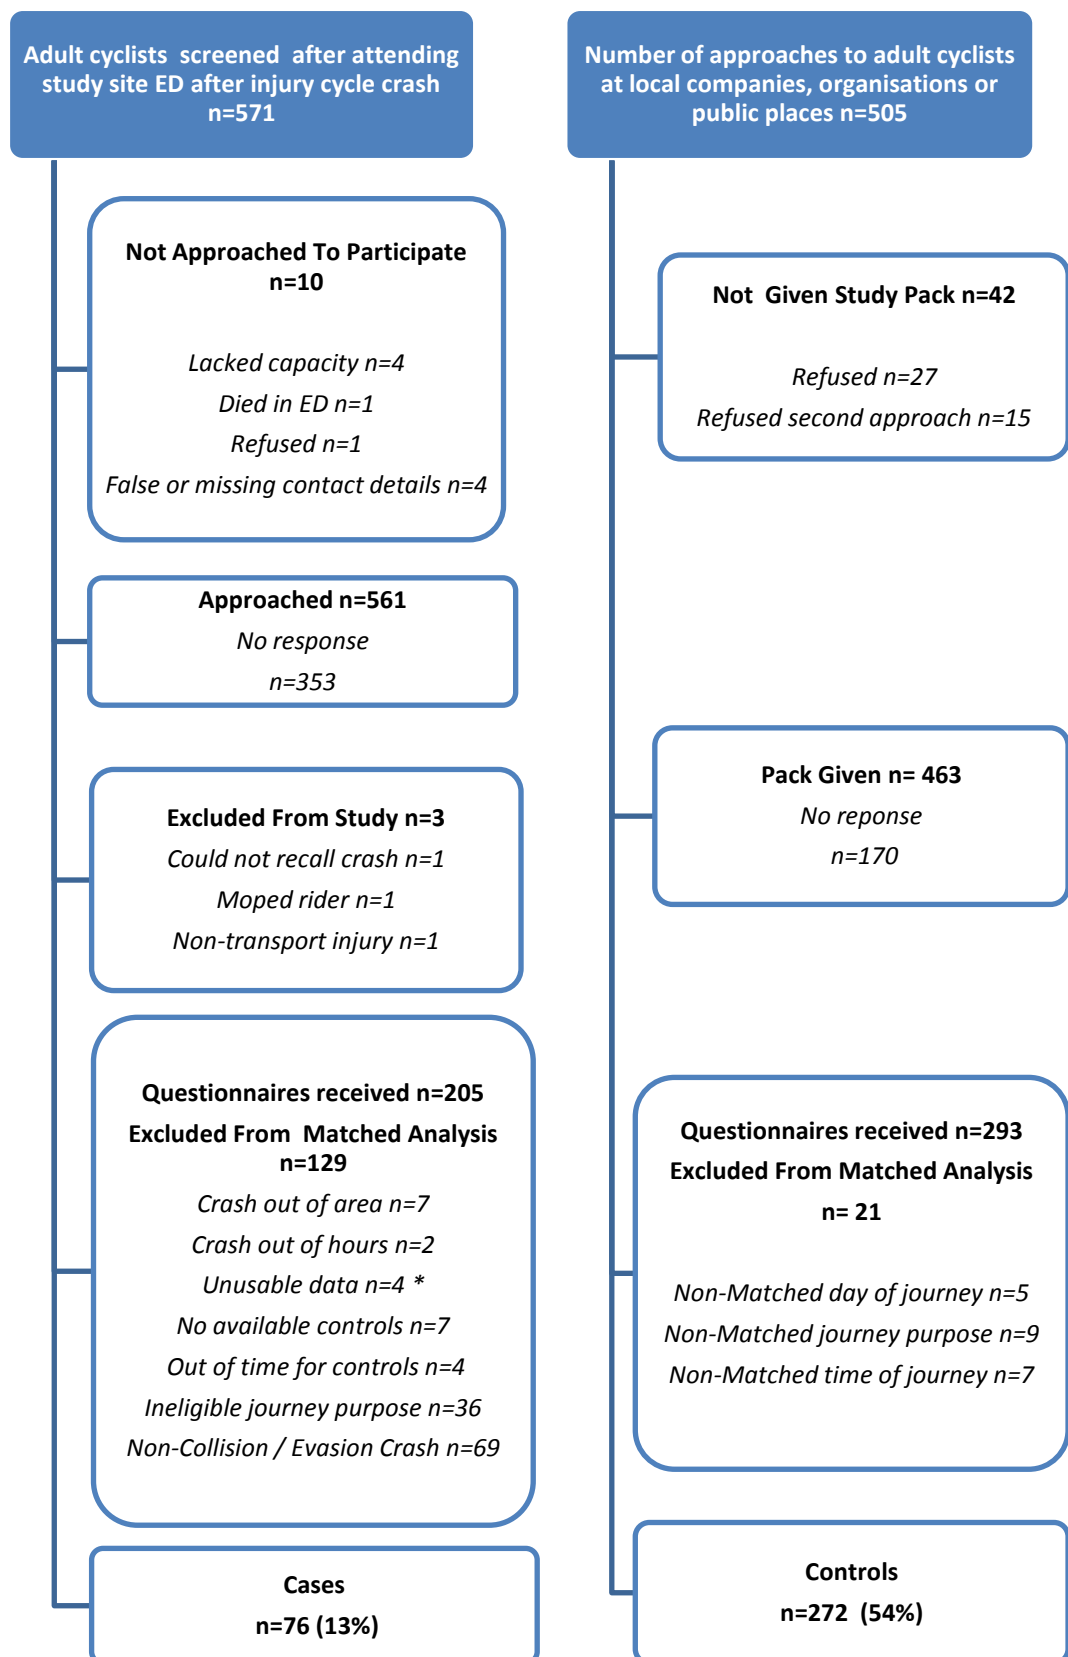 Adult cyclists screened after attending
study site ED after injury cycle crash
n=571
Not Approached To Participate
n=10
Lacked capacity n=4
Died in ED n=1
Refused n=1
False or missing contact details n=4
Approached n=561
No response
n=353
Excluded From Study n=3
Could not recall crash n=1
Moped rider n=1
Non-transport injury n=1
Questionnaires received n=205
Excluded From Matched Analysis
n=129
Crash out of area n=7
Crash out of hours n=2
Unusable data n=4 *
No available controls n=7
Out of time for controls n=4
Ineligible journey purpose n=36
Non-Collision / Evasion Crash n=69
Cases
n=76 (13%)
Number of approaches to adult cyclists
at local companies, organisations or
public places n=505
Not Given Study Pack n=42
Refused n=27
Refused second approach n=15
Pack Given n= 463
No reponse
n=170
Questionnaires received n=293
Excluded From Matched Analysis
n= 21
Non-Matched day of journey n=5
Non-Matched journey purpose n=9
Non-Matched time of journey n=7
Controls
n=272 (54%)